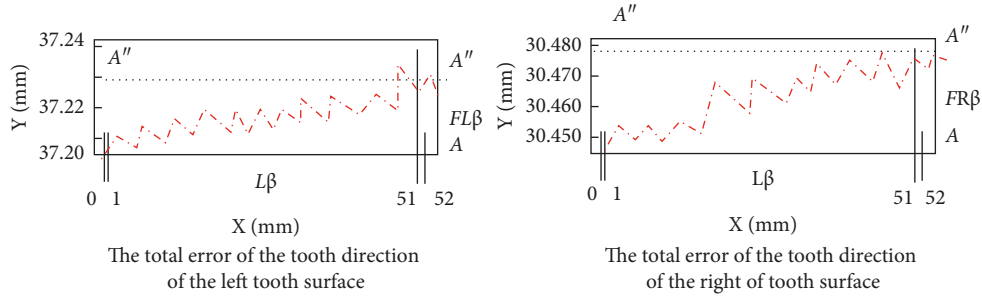 37.24
37.22
37.20
Y (mm)
A″
A″
FLβ
A
Lβ
0 1 51 52
X (mm)
The total error of the tooth direction
of the left tooth surface
A″
30.480
30.470
30.460
30.450
Y (mm)
A″
FRβ
A
Lβ
0 1 51 52
X (mm)
The total error of the tooth direction
of the right of tooth surface